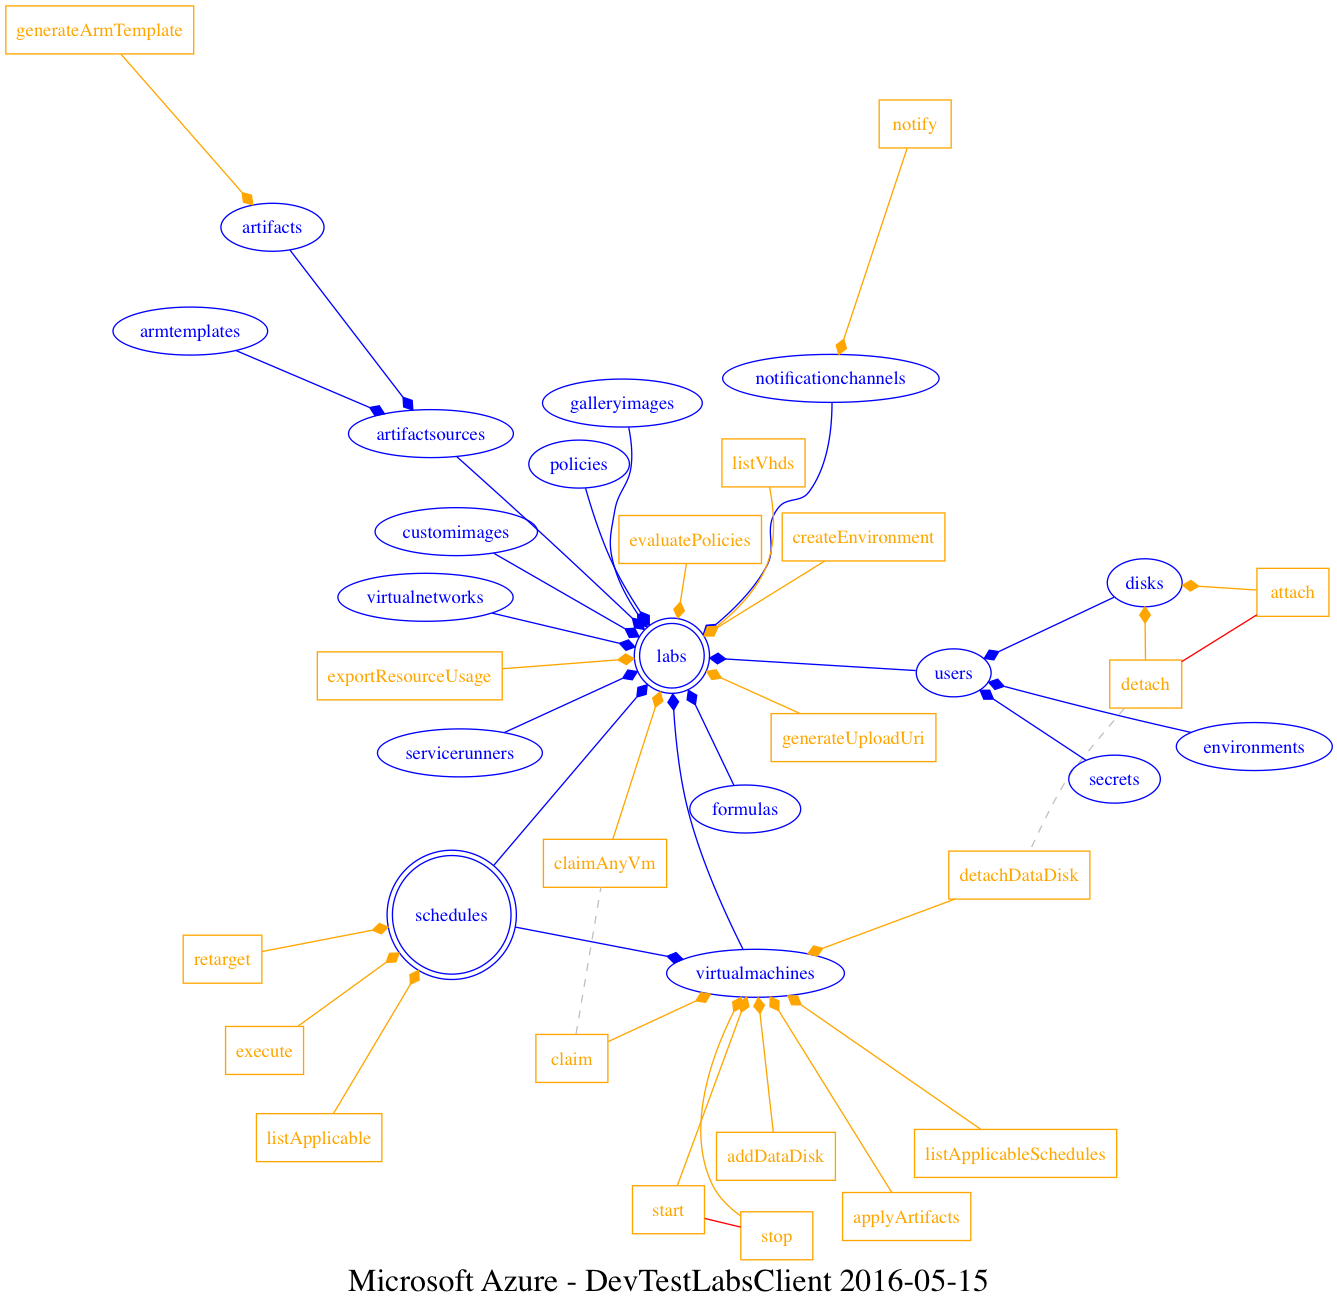 generateArmTemplate
notify
artifacts
armtemplates
notificationchannels
galleryimages
artifactsources
policies
listVhds
customimages
evaluatePolicies
createEnvironment
disks
attach
virtualnetworks
labs
users
exportResourceUsage
detach
generateUploadUri
servicerunners
environments
secrets
formulas
claimAnyVm
detachDataDisk
schedules
retarget
virtualmachines
execute
claim
listApplicable
addDataDisk
listApplicableSchedules
start
applyArtifacts
stop
Microsoft Azure - DevTestLabsClient 2016-05-15